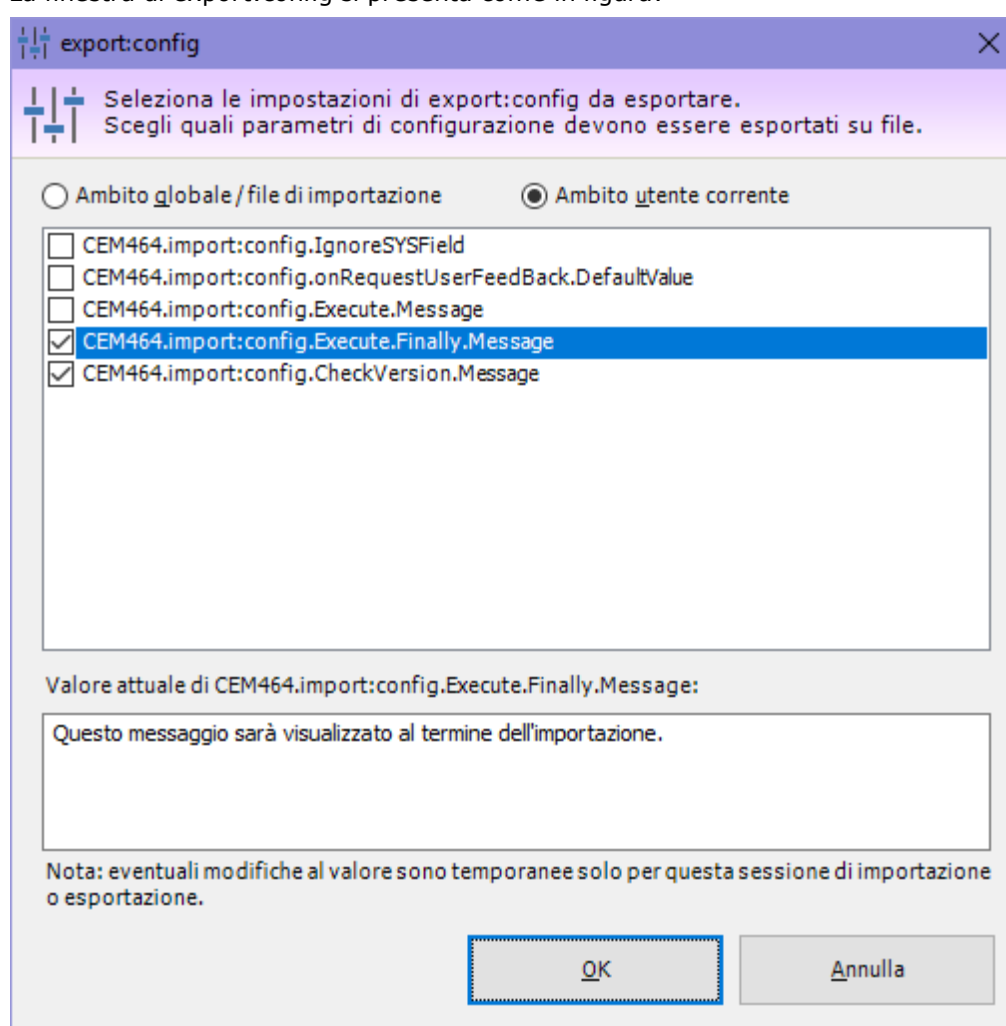 export:config
Seleziona le impostazioni di export:config da esportare.
Scegli quali parametri di configurazione devono essere esportati su file.
Ambito globale/file di importazione Ambito utente corrente
CEM464.import:config.IgnoreSYSField
CEM464.import:config.onRequestUserFeedBack.DefaultValue
CEM464.import:config.Execute.Message
CEM464.import:config.Execute.Finally.Message
CEM464.import:config.CheckVersion.Message
Valore attuale di CEM464.import:config.Execute.Finally.Message:
Questo messaggio sarà visualizzato al termine dell'importazione.
Nota: eventuali modifiche al valore sono temporanee solo per questa sessione di importazione
o esportazione.
OK Annulla